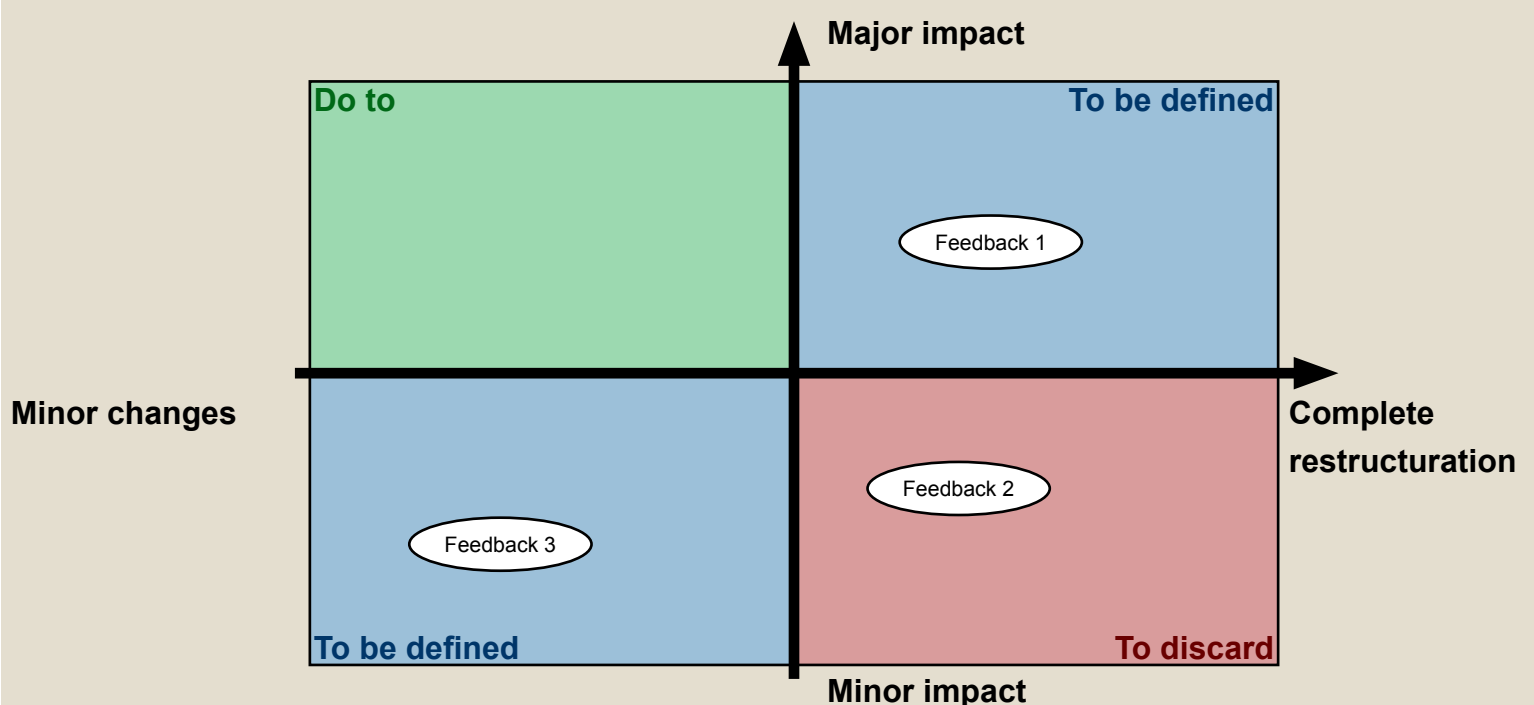 Major impact
Do to
To be defined
Feedback 1
Minor changes
Complete
restructuration
Feedback 2
Feedback 3
To be defined
To discard
Minor impact